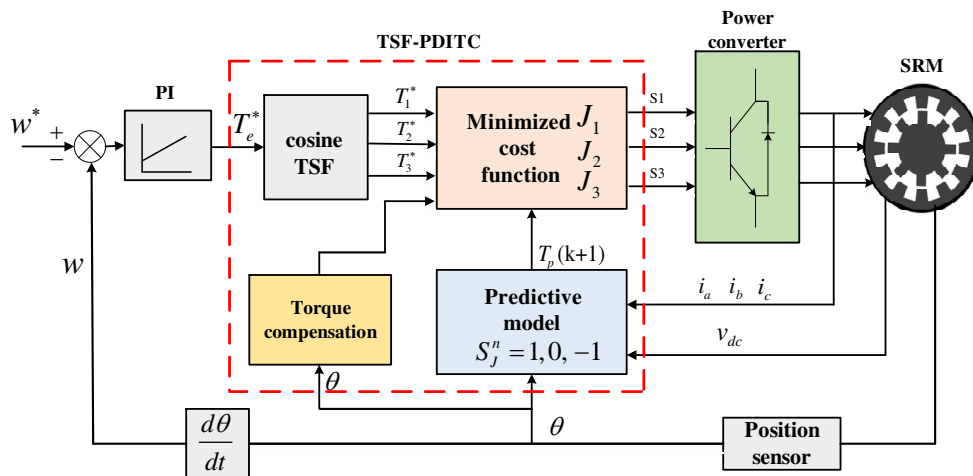 TSF-PDITC
Power
converter
SRM
PI
w*
+
−
T_e^*
cosine
TSF
T_1^*
T_2^*
T_3^*
Minimized
cost
function
J_1
J_2
J_3
S1
S2
S3
w
T_p(k+1)
i_a i_b i_c
Torque
compensation
Predictive
model
S_J^n = 1, 0, −1
v_dc
θ
θ
dθ
dt
Position
sensor